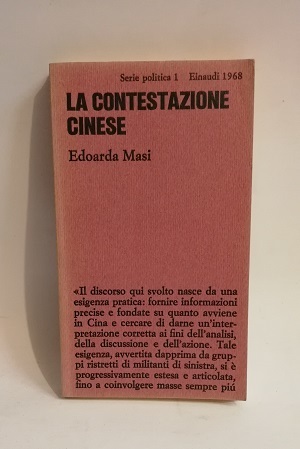 Serie politica 1 Einaudi 1968
LA CONTESTAZIONE
CINESE
Edoarda Masi
«Il discorso qui svolto nasce da una
esigenza pratica: fornire informazioni
precise e fondate su quanto avviene
in Cina e cercare di darne un'inter-
pretazione corretta ai fini dell'analisi,
della discussione e dell'azione. Tale
esigenza, avvertita dapprima da grup-
pi ristretti di militanti di sinistra, si è
progressivamente estesa e articolata,
fino a coinvolgere masse sempre piú